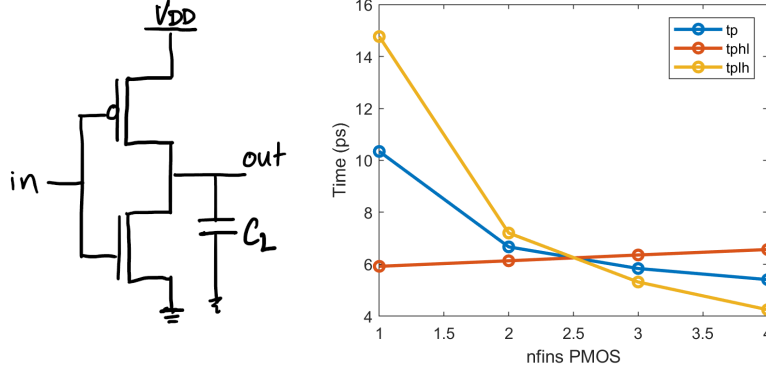 VDD
in
out
CL
16
14
12
10
8
6
4
Time (ps)
1
1.5
2
2.5
3
3.5
4
nfins PMOS
tp
tphl
tplh